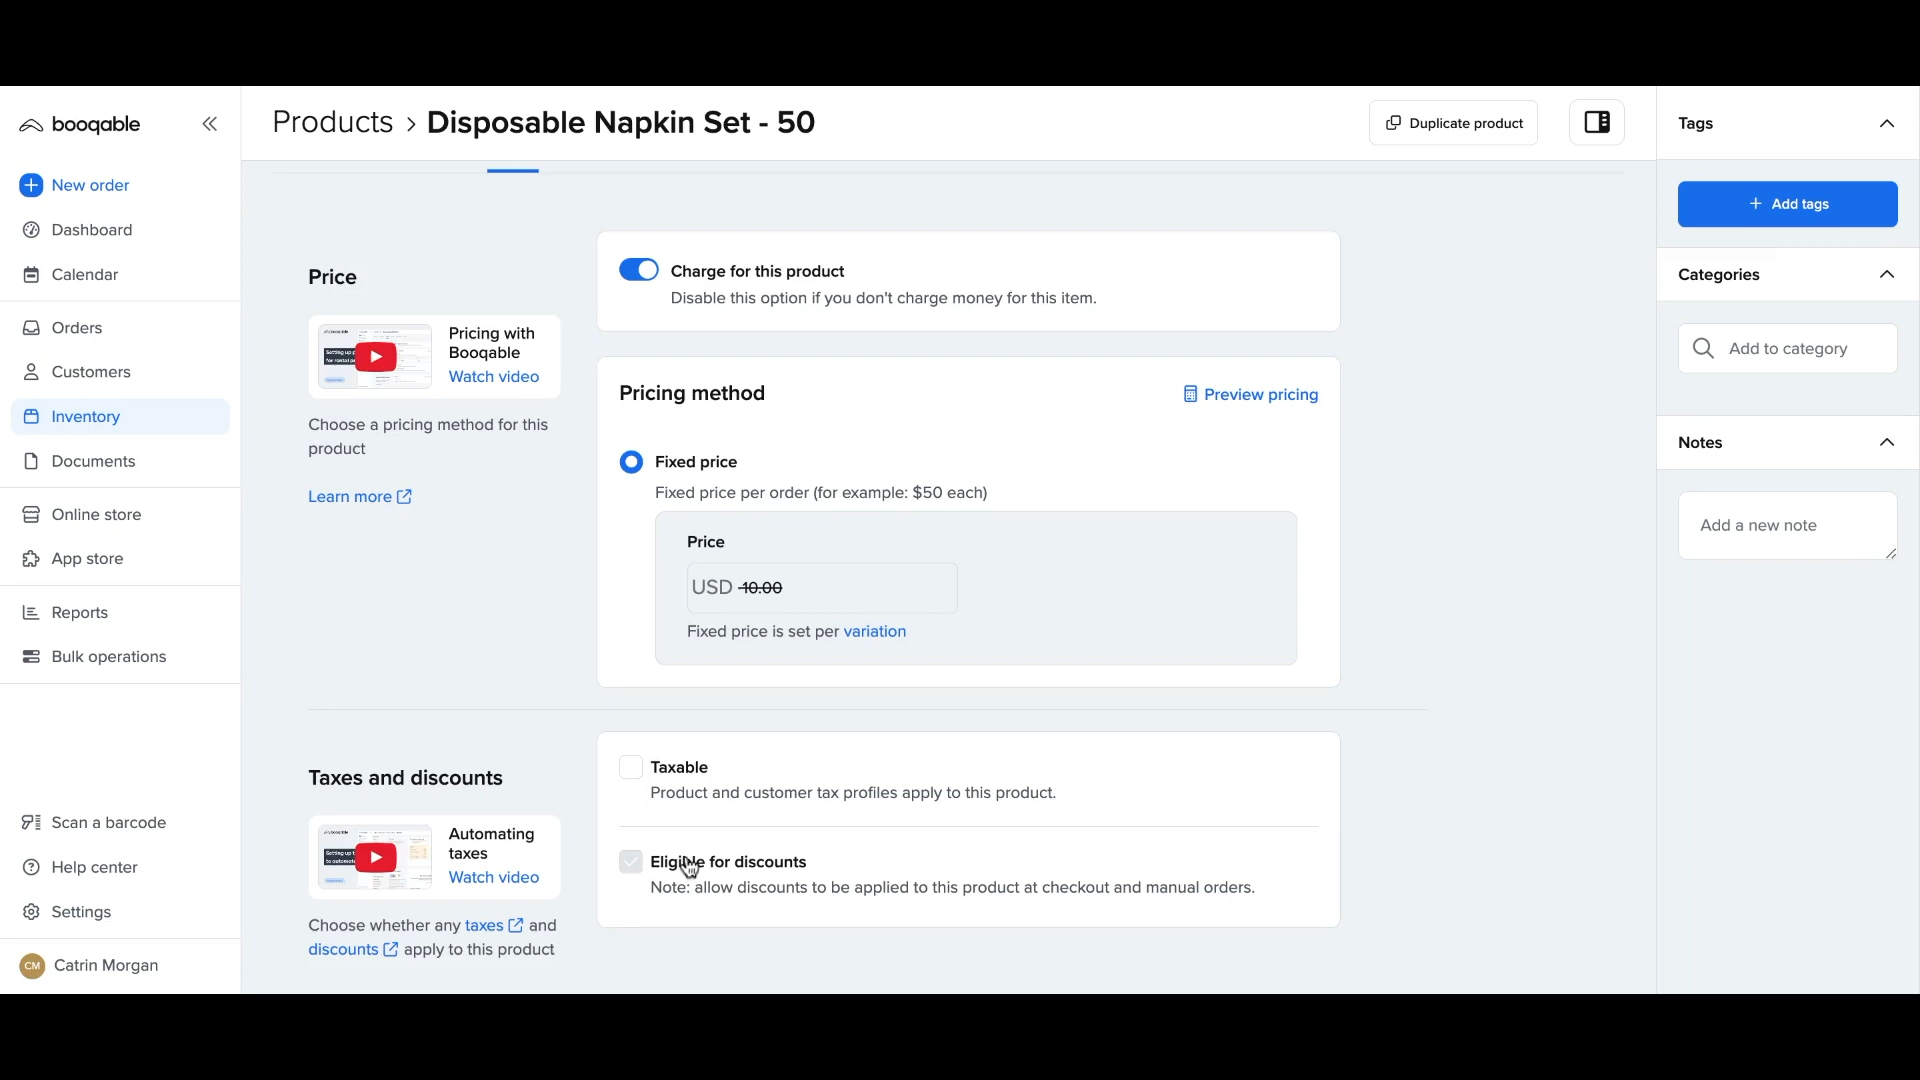 booqable
Products › Disposable Napkin Set - 50
Duplicate product
Tags
New order
Dashboard
Calendar
Orders
Customers
Inventory
Documents
Online store
App store
Reports
Bulk operations
Scan a barcode
Help center
Settings
CM Catrin Morgan
Price
Pricing with
Booqable
Watch video
Choose a pricing method for this
product
Learn more
Charge for this product
Disable this option if you don't charge money for this item.
Pricing method
Preview pricing
Fixed price
Fixed price per order (for example: $50 each)
Price
USD 10.00
Fixed price is set per variation
Taxes and discounts
Automating
taxes
Watch video
Choose whether any taxes and
discounts apply to this product
Taxable
Product and customer tax profiles apply to this product.
Eligible for discounts
Note: allow discounts to be applied to this product at checkout and manual orders.
+ Add tags
Categories
Add to category
Notes
Add a new note